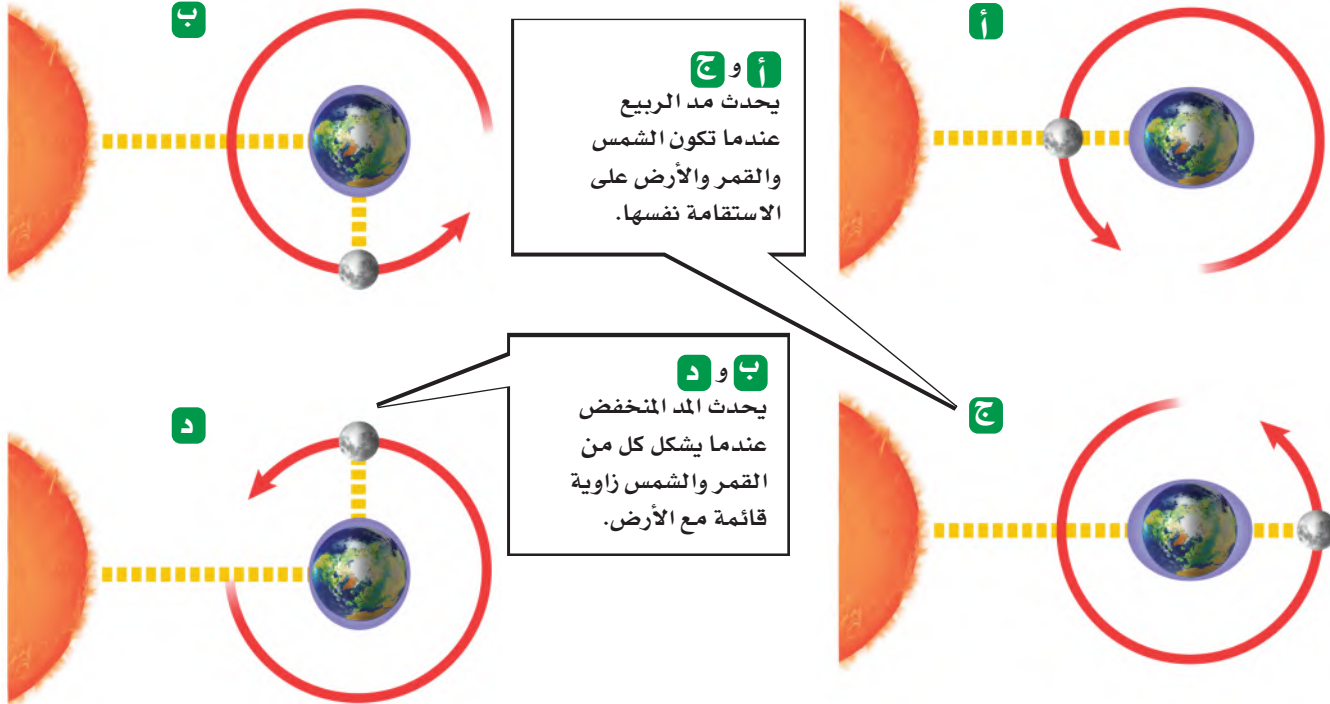 أ
ب
أ و ج
يحدث مد الربيع
عندما تكون الشمس
والقمر والأرض على
الاستقامة نفسها.
ب و د
يحدث المد المنخفض
عندما يشكل كل من
القمر والشمس زاوية
قائمة مع الأرض.
ج
د